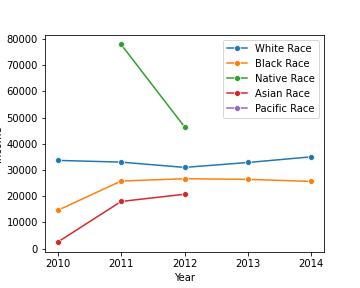 80000
70000
60000
50000
40000
30000
20000
10000
0
2010 2011 2012 2013 2014
Year
White Race
Black Race
Native Race
Asian Race
Pacific Race